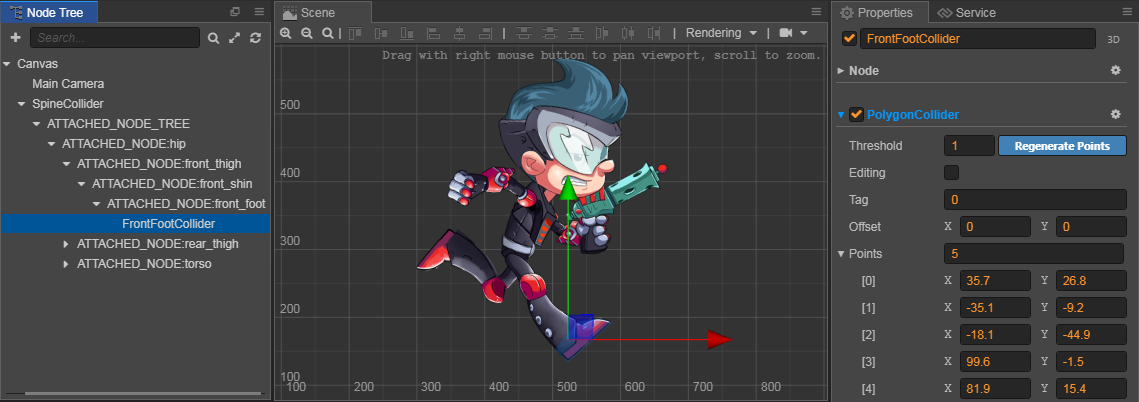 Node Tree
Search...
Canvas
Main Camera
SpineCollider
ATTACHED_NODE_TREE
ATTACHED_NODE:hip
ATTACHED_NODE:front_thigh
ATTACHED_NODE:front_shin
ATTACHED_NODE:front_foot
FrontFootCollider
ATTACHED_NODE:rear_thigh
ATTACHED_NODE:torso
Scene
Rendering
Drag with right mouse button to pan viewport, scroll to zoom.
500
400
300
200
100
100 200 300 400 500 600 700 800
Properties Service
FrontFootCollider 3D
Node
PolygonCollider
Threshold 1 Regenerate Points
Editing
Tag 0
Offset X 0 Y 0
Points 5
[0] X 35.7 Y 26.8
[1] X -35.1 Y -9.2
[2] X -18.1 Y -44.9
[3] X 99.6 Y -1.5
[4] X 81.9 Y 15.4